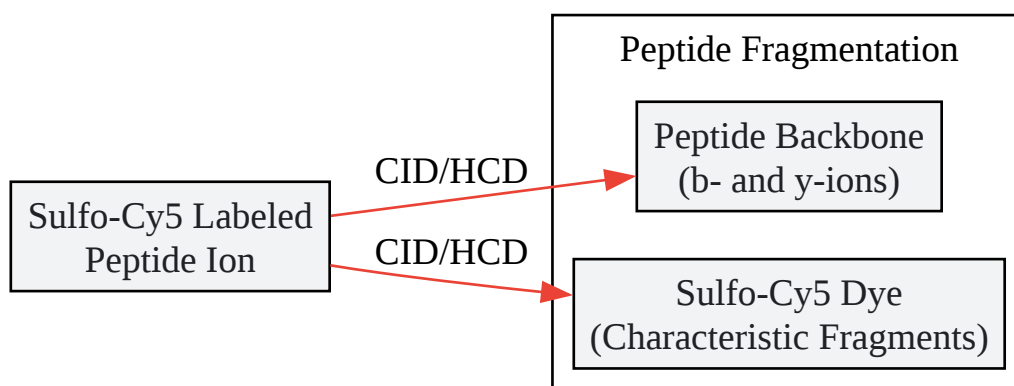 Peptide Fragmentation
Peptide Backbone
(b- and y-ions)
CID/HCD
Sulfo-Cy5 Labeled
Peptide Ion
CID/HCD
Sulfo-Cy5 Dye
(Characteristic Fragments)